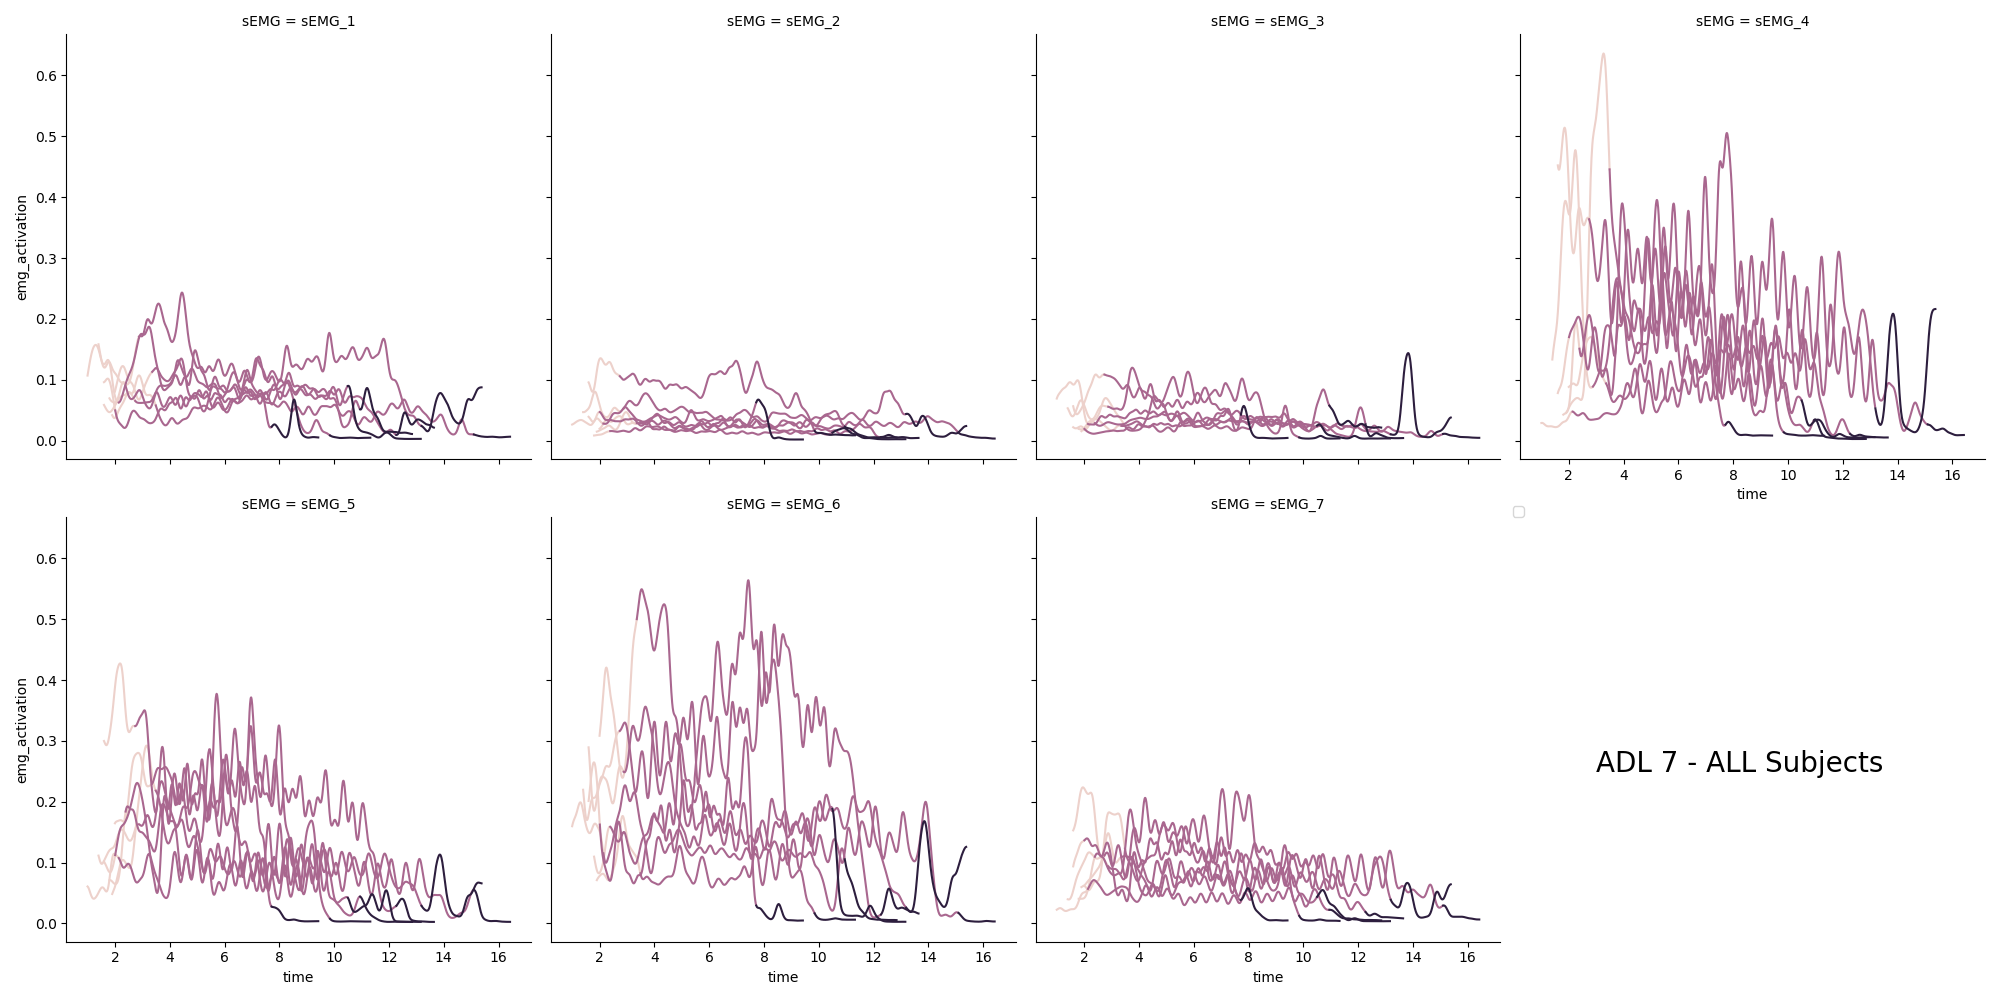 sEMG = sEMG_1
sEMG = sEMG_2
sEMG = sEMG_3
sEMG = sEMG_4
emg_activation
0.6
0.5
0.4
0.3
0.2
0.1
0.0
2 4 6 8 10 12 14 16
time
sEMG = sEMG_5
sEMG = sEMG_6
sEMG = sEMG_7
emg_activation
0.6
0.5
0.4
0.3
0.2
0.1
0.0
ADL 7 - ALL Subjects
2 4 6 8 10 12 14 16
time
2 4 6 8 10 12 14 16
time
2 4 6 8 10 12 14 16
time